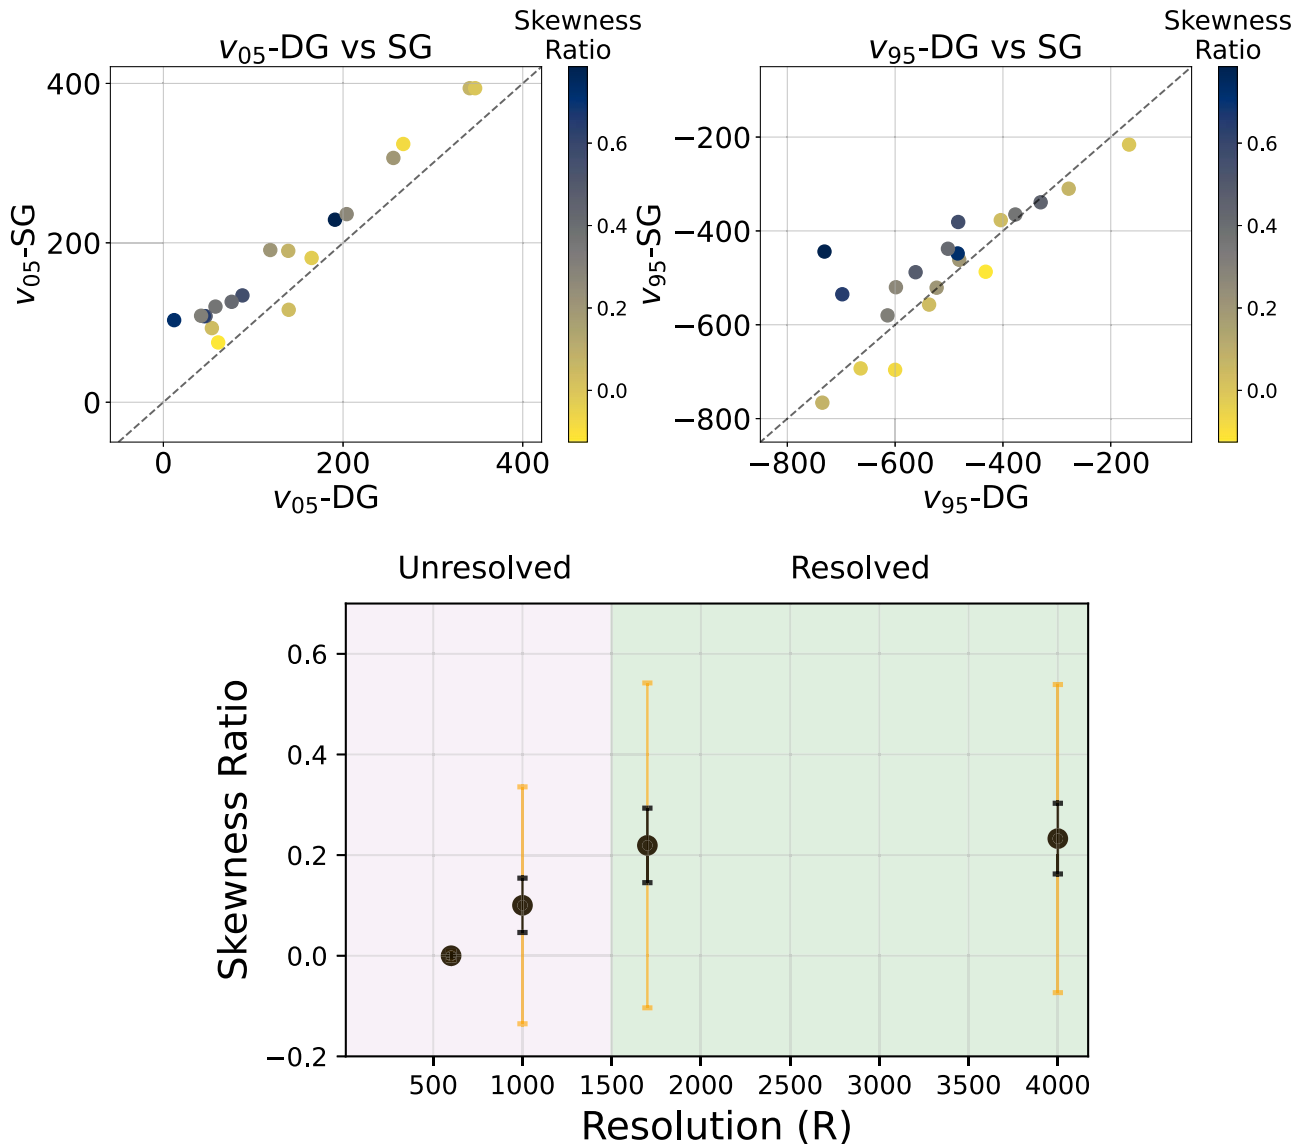 v05-DG vs SG
Skewness
Ratio
400
200
0
v05-SG
0 200 400
v05-DG
0.6
0.4
0.2
0.0
v95-DG vs SG
Skewness
Ratio
−200
−400
−600
−800
v95-SG
−800 −600 −400 −200
v95-DG
0.6
0.4
0.2
0.0
Unresolved Resolved
0.6
0.4
0.2
0.0
−0.2
Skewness Ratio
500 1000 1500 2000 2500 3000 3500 4000
Resolution (R)